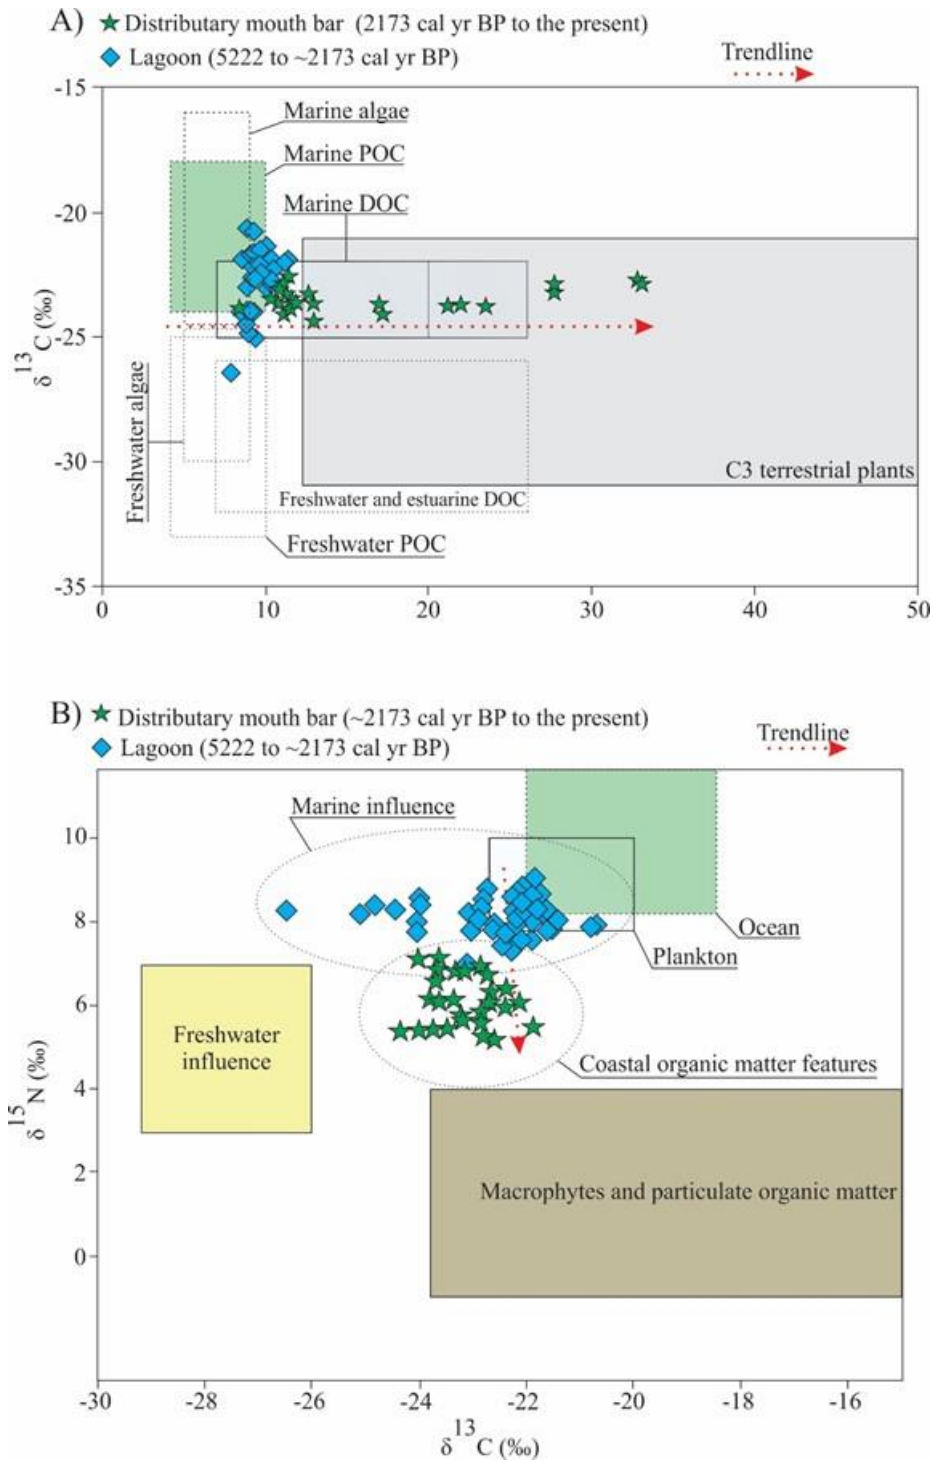 A) ★ Distributary mouth bar (2173 cal yr BP to the present)
Lagoon (5222 to ~2173 cal yr BP)
Trendline
-15
Marine algae
Marine POC
Marine DOC
-20
-25
-30
-35
δ13C (‰)
Freshwater algae
C3 terrestrial plants
Freshwater and estuarine DOC
Freshwater POC
0 10 20 30 40 50
B) ★ Distributary mouth bar (~2173 cal yr BP to the present)
Lagoon (5222 to ~2173 cal yr BP)
Trendline
Marine influence
10
8
6
4
2
0
δ15N (‰)
Ocean
Plankton
Freshwater
influence
Coastal organic matter features
Macrophytes and particulate organic matter
-30 -28 -26 -24 -22 -20 -18 -16
δ13C (‰)